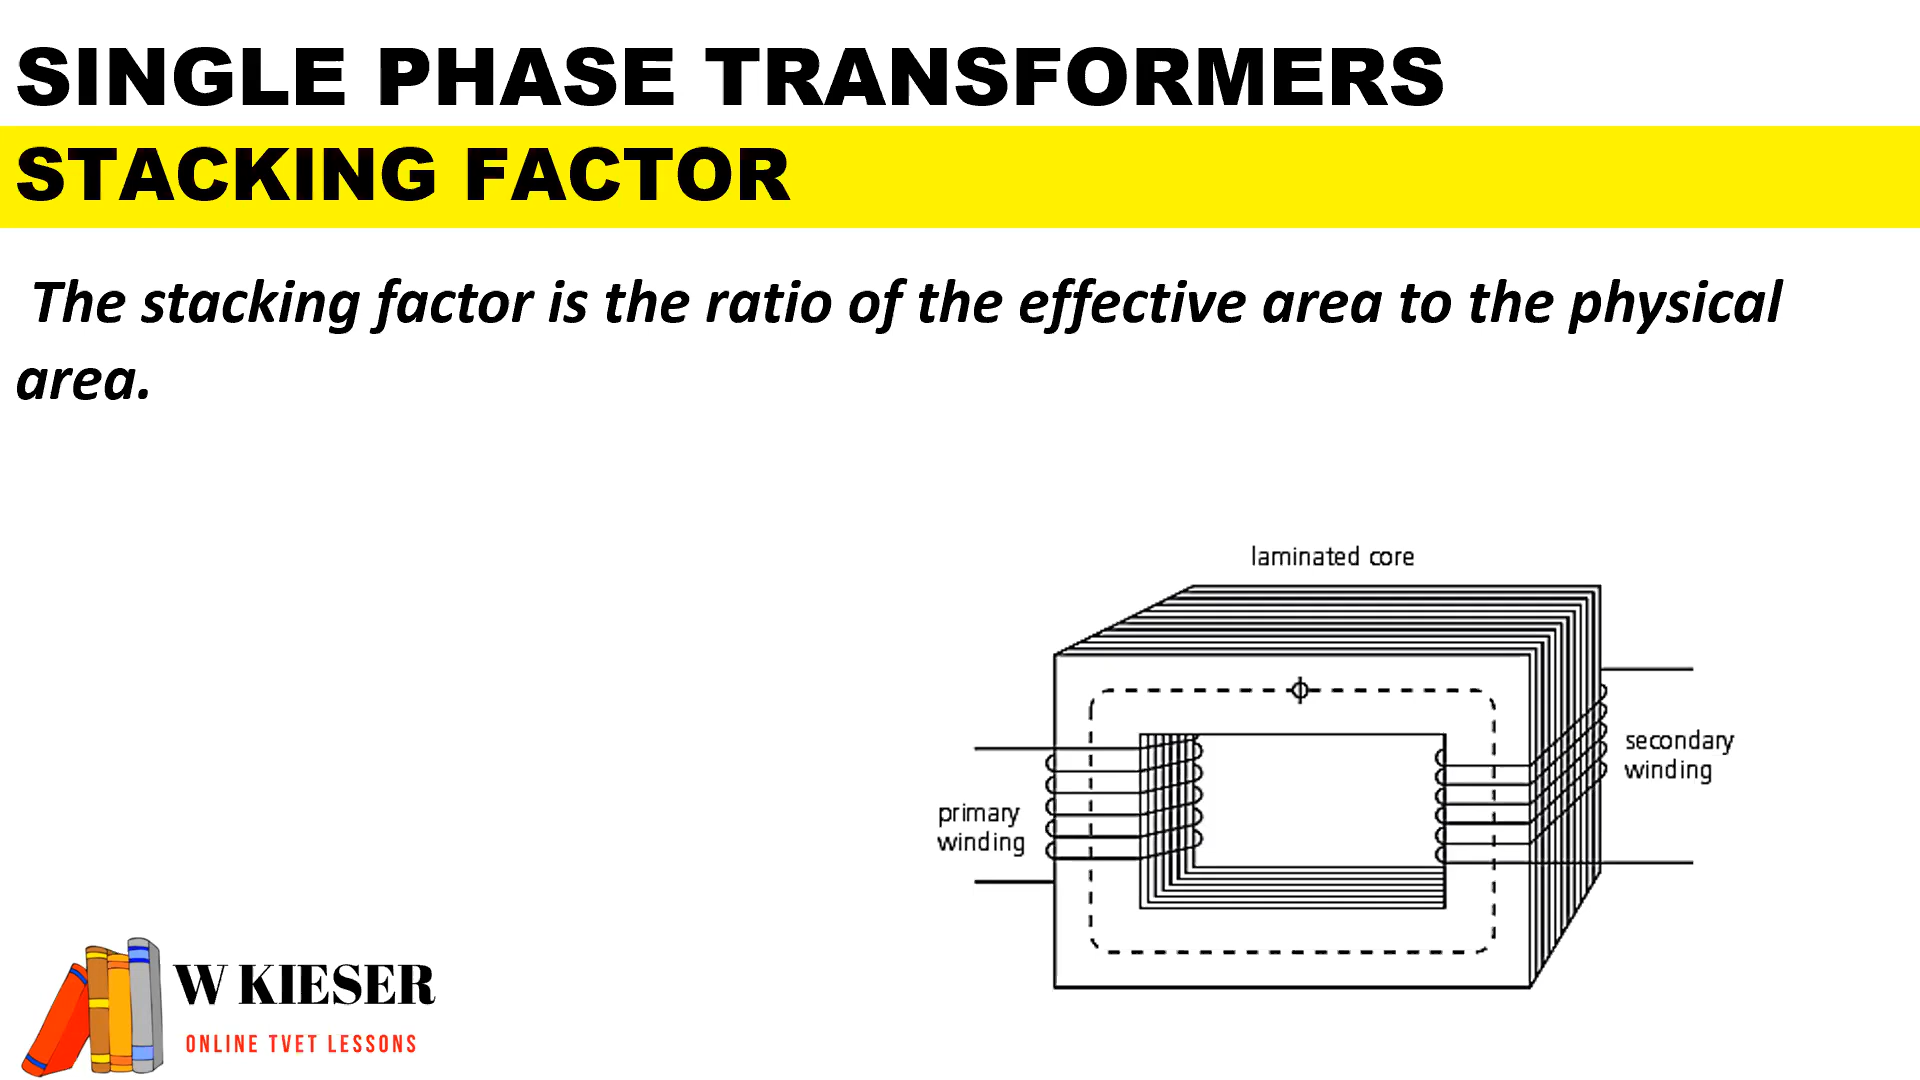 SINGLE PHASE TRANSFORMERS
STACKING FACTOR
The stacking factor is the ratio of the effective area to the physical
area.
laminated core
secondary
winding
primary
winding
W KIESER
ONLINE TVET LESSONS